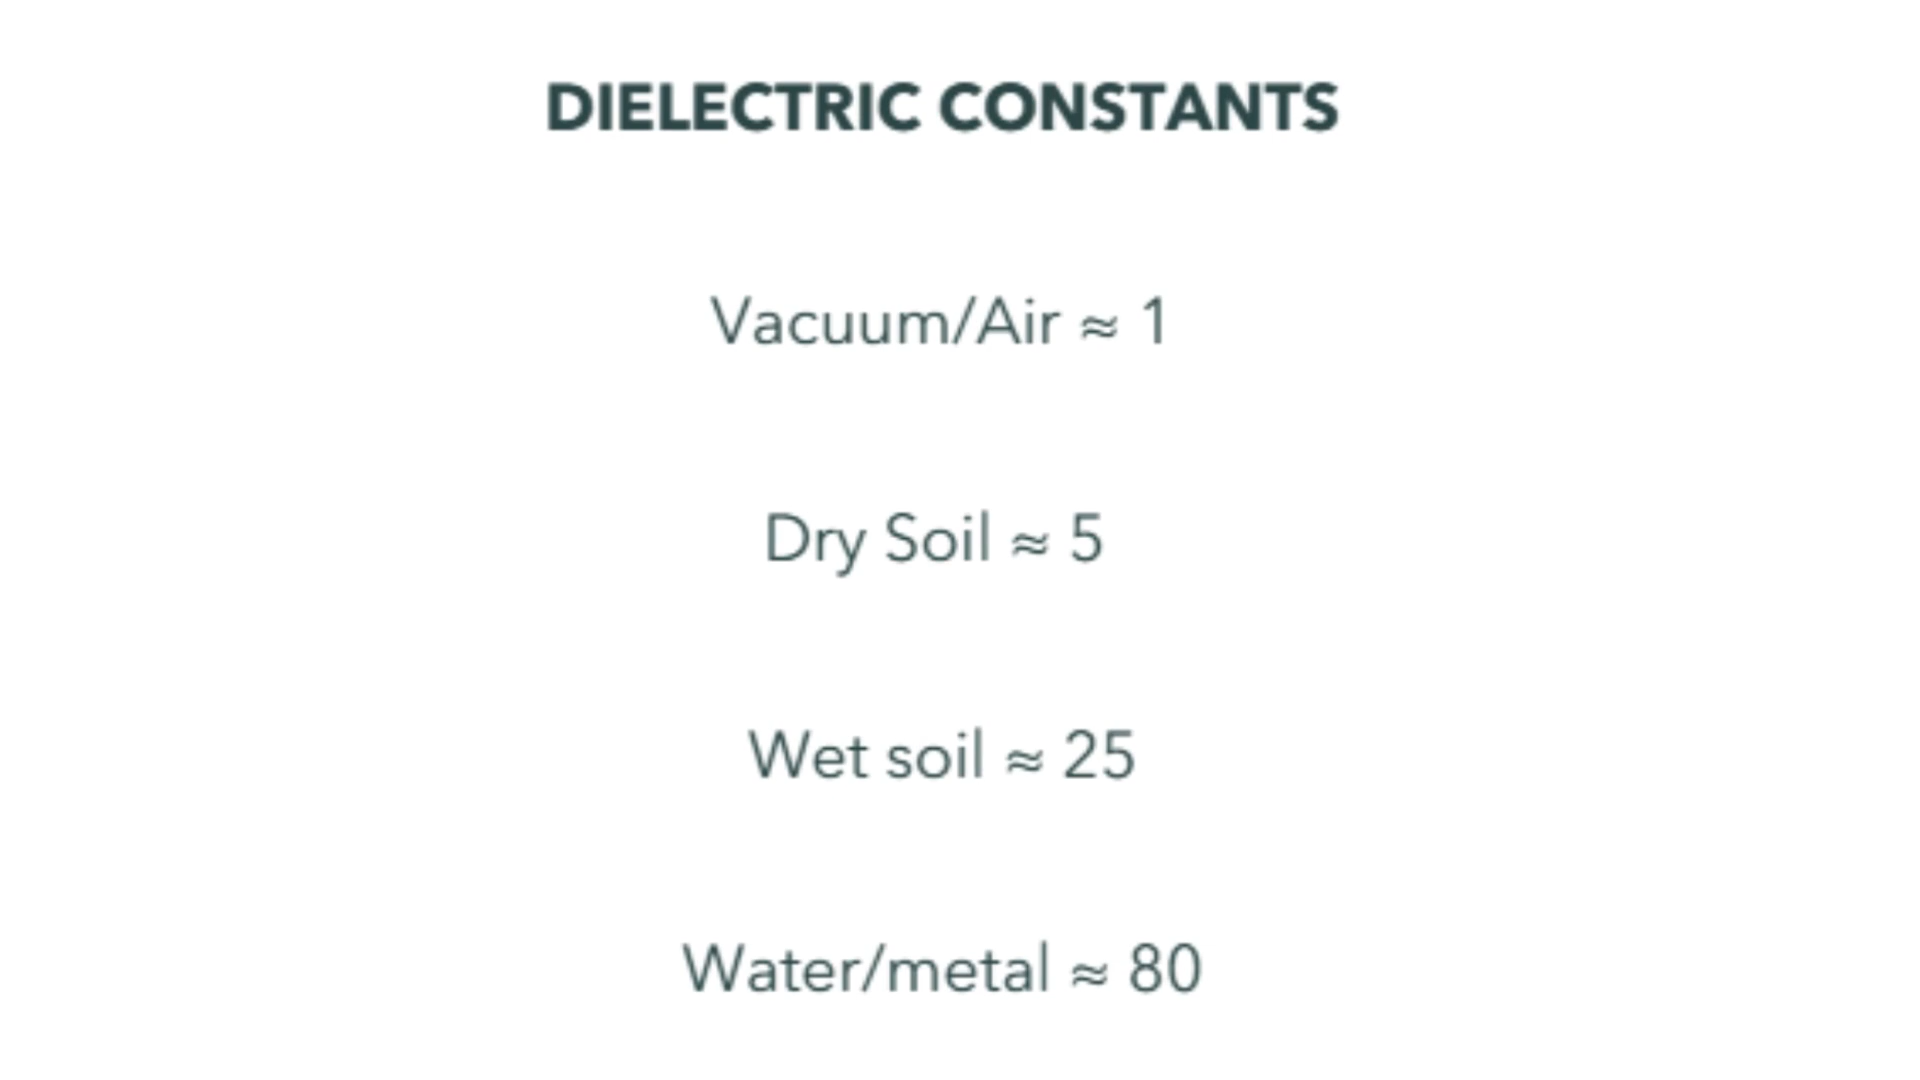 DIELECTRIC CONSTANTS
Vacuum/Air ≈ 1
Dry Soil ≈ 5
Wet soil ≈ 25
Water/metal ≈ 80